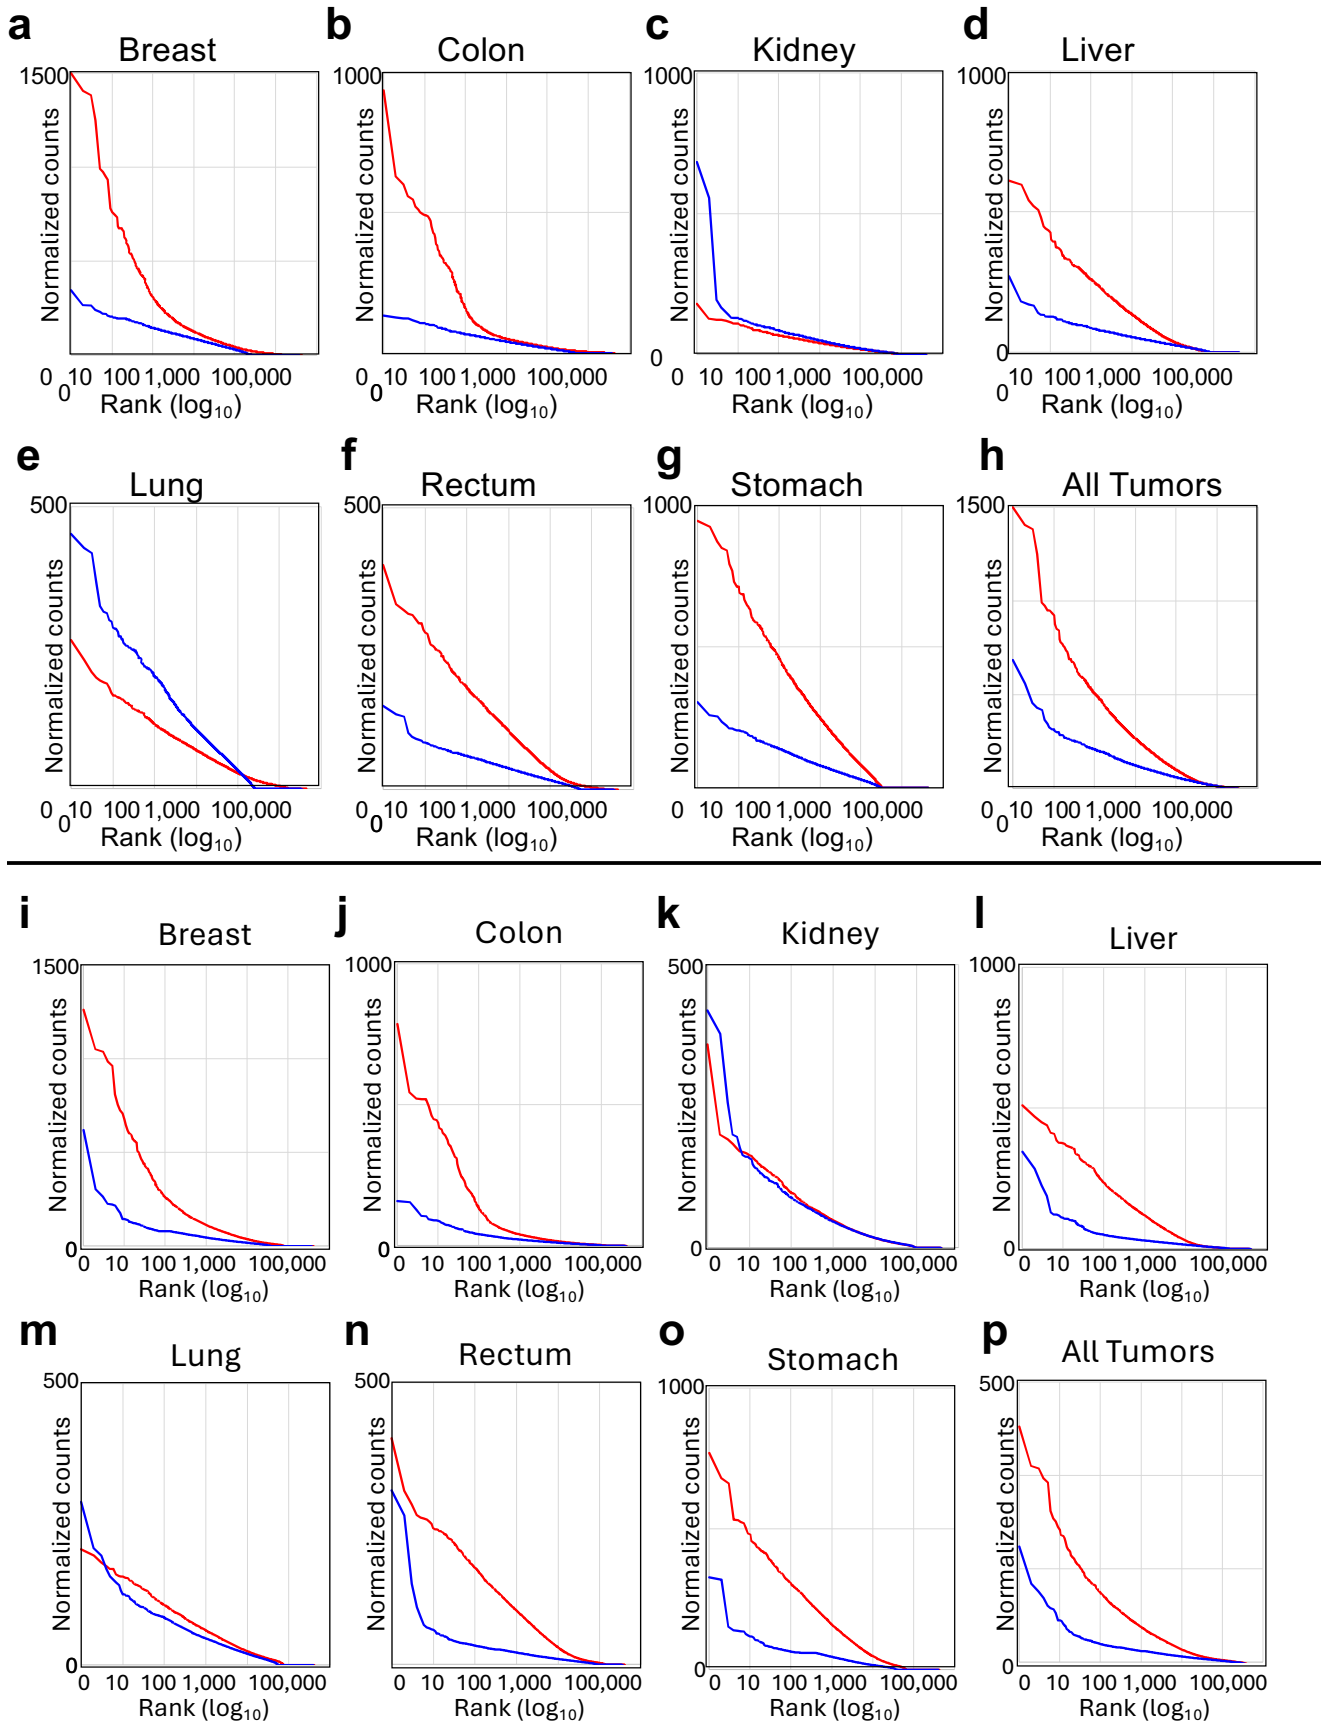 a b c d
Breast Colon Kidney Liver
1500 1000 1000 1000
Normalized counts Normalized counts Normalized counts Normalized counts
0 0
0 10 100 1,000 100,000 0 10 100 1,000 100,000 0 10 100 1,000 100,000 10 100 1,000 100,000
0 0
Rank (log10) Rank (log10) Rank (log10) Rank (log10)
e f g h
Lung Rectum Stomach All Tumors
500 500 1000 1500
Normalized counts Normalized counts Normalized counts Normalized counts
0 10 100 1,000 100,000 0 10 100 1,000 100,000 0 10 100 1,000 100,000 0 10 100 1,000 100,000
0 0
Rank (log10) Rank (log10) Rank (log10) Rank (log10)
i j k l
Breast Colon Kidney Liver
1500 1000 500 1000
Normalized counts Normalized counts Normalized counts Normalized counts
0 0 0 0
0 10 100 1,000 100,000 0 10 100 1,000 100,000 0 10 100 1,000 100,000 0 10 100 1,000 100,000
Rank (log10) Rank (log10) Rank (log10) Rank (log10)
m n o p
Lung Rectum Stomach All Tumors
500 500 1000 500
Normalized counts Normalized counts Normalized counts Normalized counts
0 0 0 0
0 10 100 1,000 100,000 0 10 100 1,000 100,000 0 10 100 1,000 100,000 0 10 100 1,000 100,000
Rank (log10) Rank (log10) Rank (log10) Rank (log10)